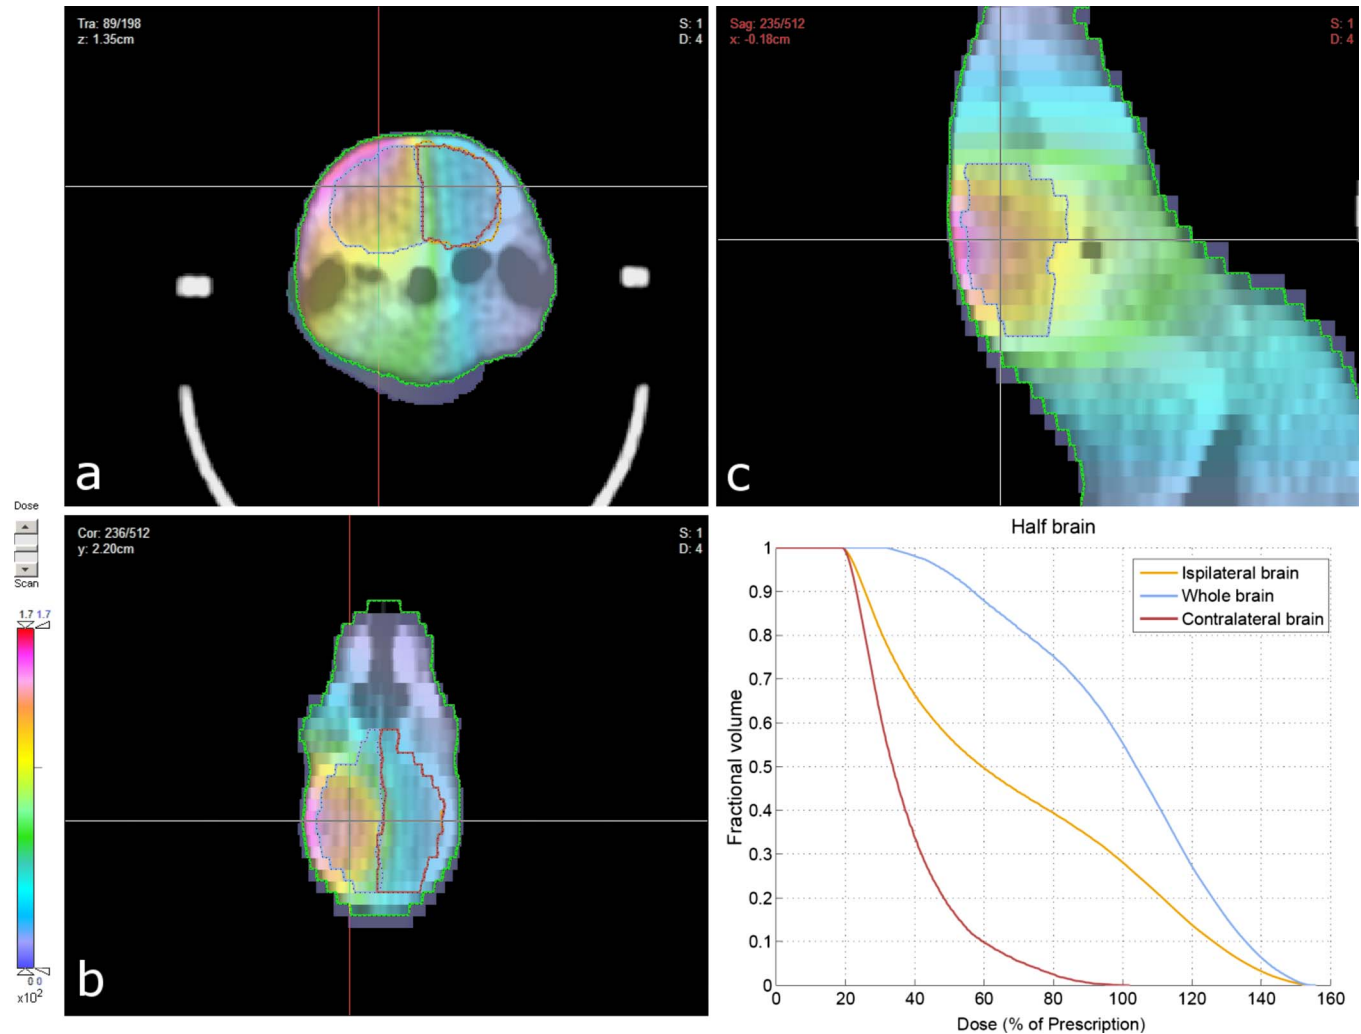 Tra: 89/198
z: 1.35cm
S: 1
D: 4
a
Sag: 235/512
x: -0.18cm
S: 1
D: 4
c
Dose
Scan
1.7 1.7
0 0
x10²
Cor: 236/512
y: 2.20cm
S: 1
D: 4
b
Half brain
Ispilateral brain
Whole brain
Contralateral brain
Fractional volume
1
0.9
0.8
0.7
0.6
0.5
0.4
0.3
0.2
0.1
0
0 20 40 60 80 100 120 140 160
Dose (% of Prescription)